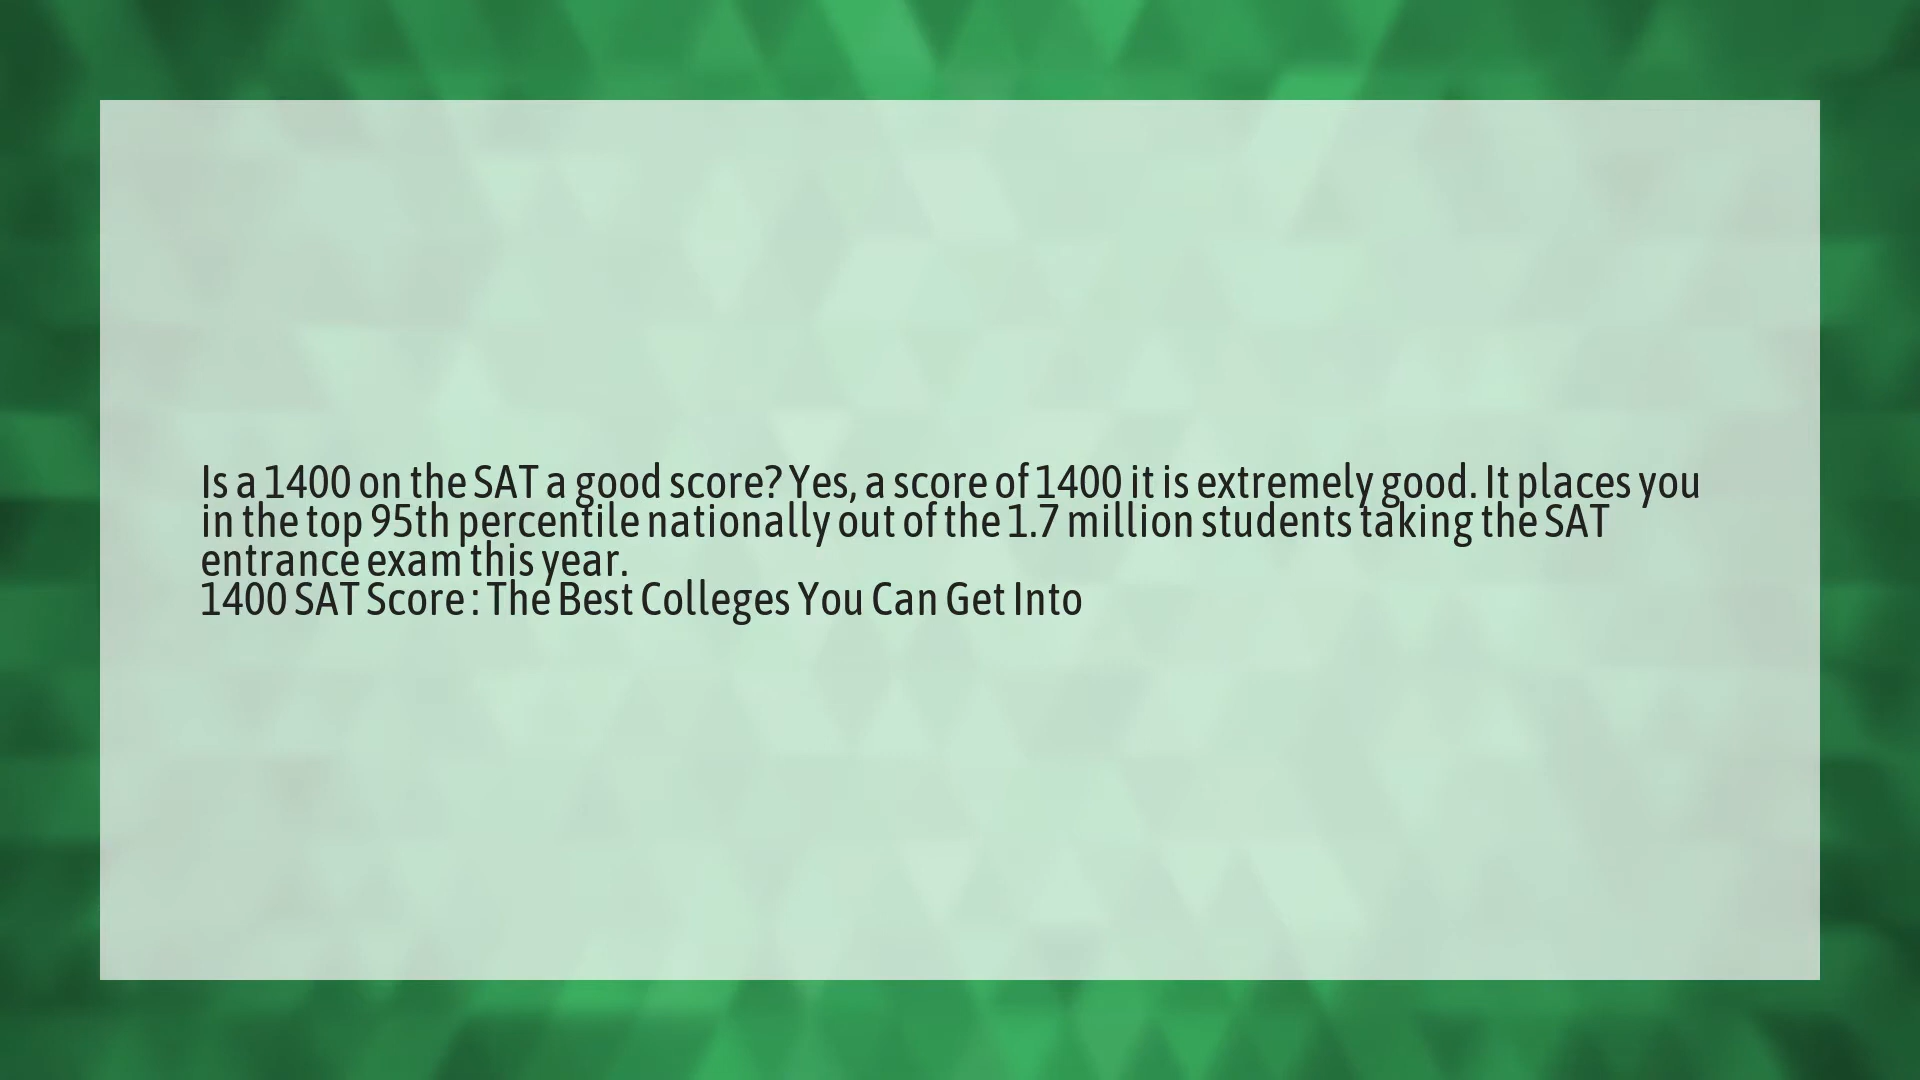 Is a 1400 on the SAT a good score? Yes, a score of 1400 it is extremely good. It places you
in the top 95th percentile nationally out of the 1.7 million students taking the SAT
entrance exam this year.
1400 SAT Score : The Best Colleges You Can Get Into